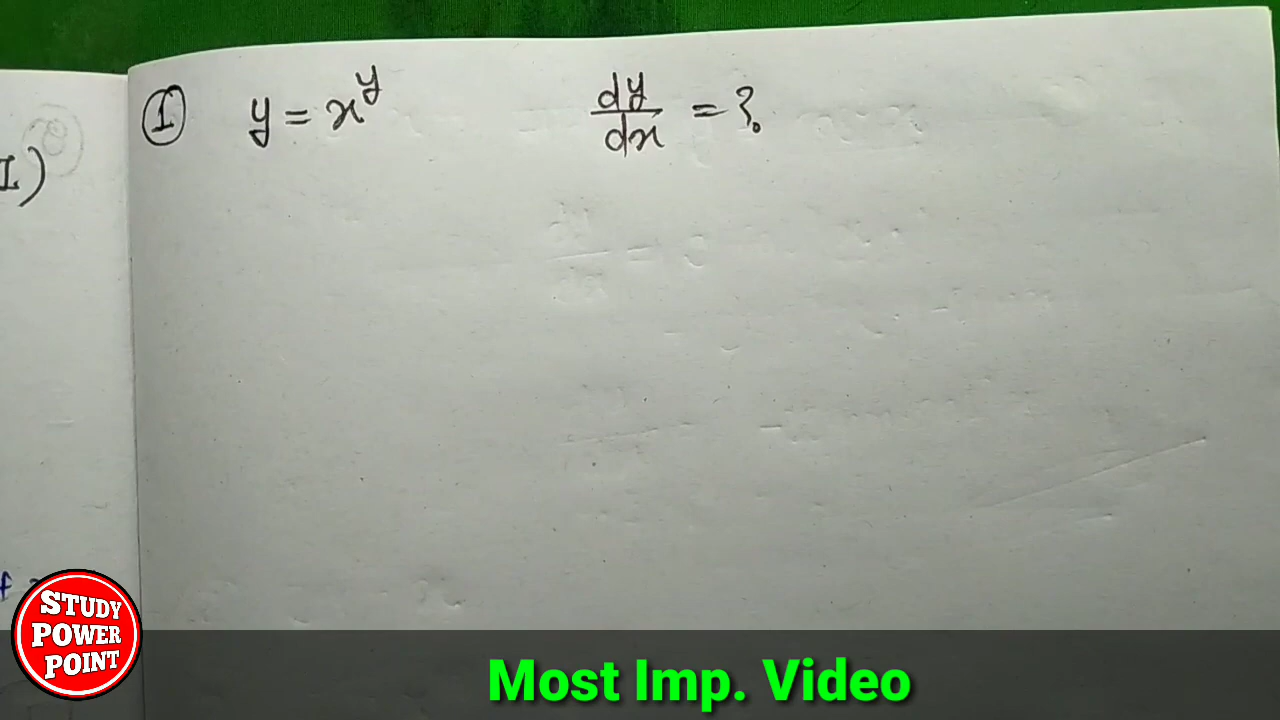 ① y = x^y dy/dx = ?
I)
f
STUDY
POWER
POINT
Most Imp. Video